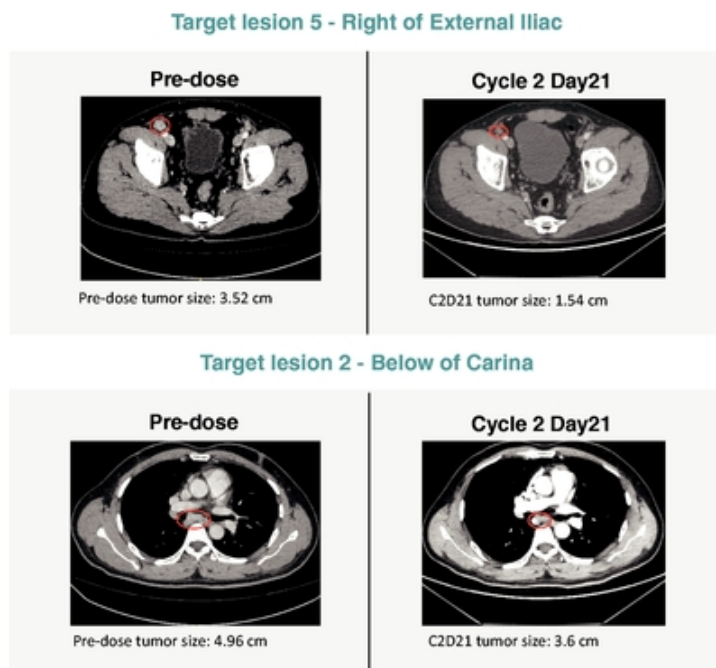 Target lesion 5 - Right of External Iliac
Pre-dose
Cycle 2 Day21
Pre-dose tumor size: 3.52 cm
C2D21 tumor size: 1.54 cm
Target lesion 2 - Below of Carina
Pre-dose
Cycle 2 Day21
Pre-dose tumor size: 4.96 cm
C2D21 tumor size: 3.6 cm